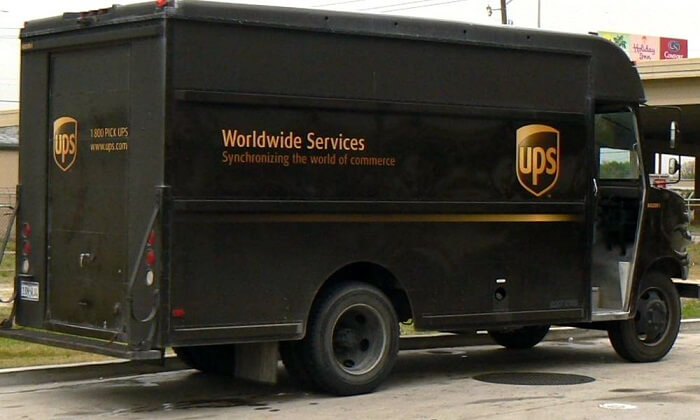 ups
1 800 PICK UPS
www.ups.com
Worldwide Services
Synchronizing the world of commerce
ups
Holiday
Inn